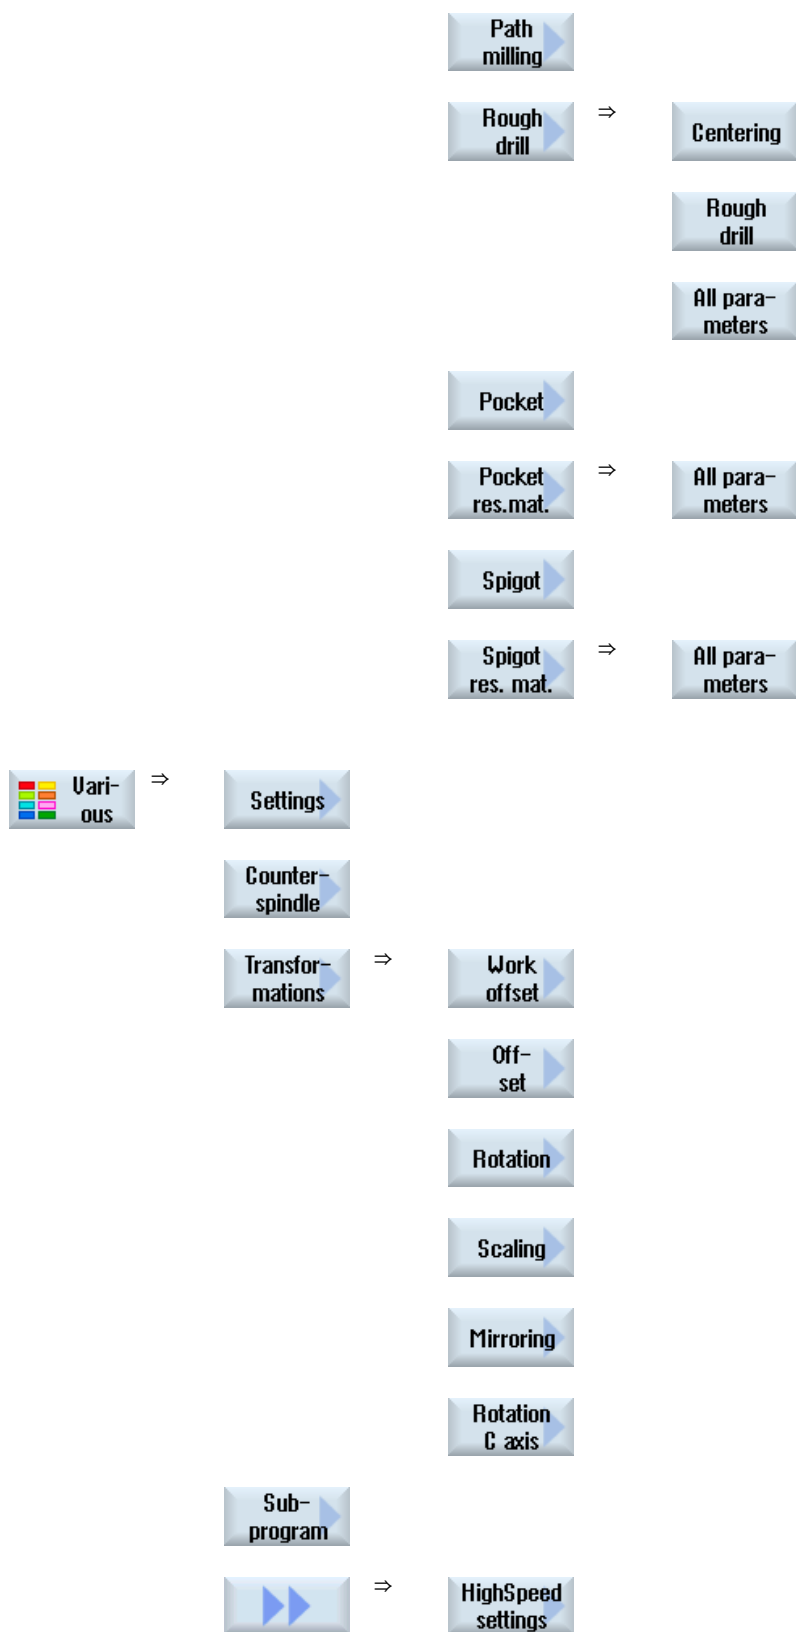 Path
milling
Rough
drill
⇒
Centering
Rough
drill
All para-
meters
Pocket
Pocket
res.mat.
⇒
All para-
meters
Spigot
Spigot
res. mat.
⇒
All para-
meters
Vari-
ous
⇒
Settings
Counter-
spindle
Transfor-
mations
⇒
Work
offset
Off-
set
Rotation
Scaling
Mirroring
Rotation
C axis
Sub-
program
⇒
HighSpeed
settings